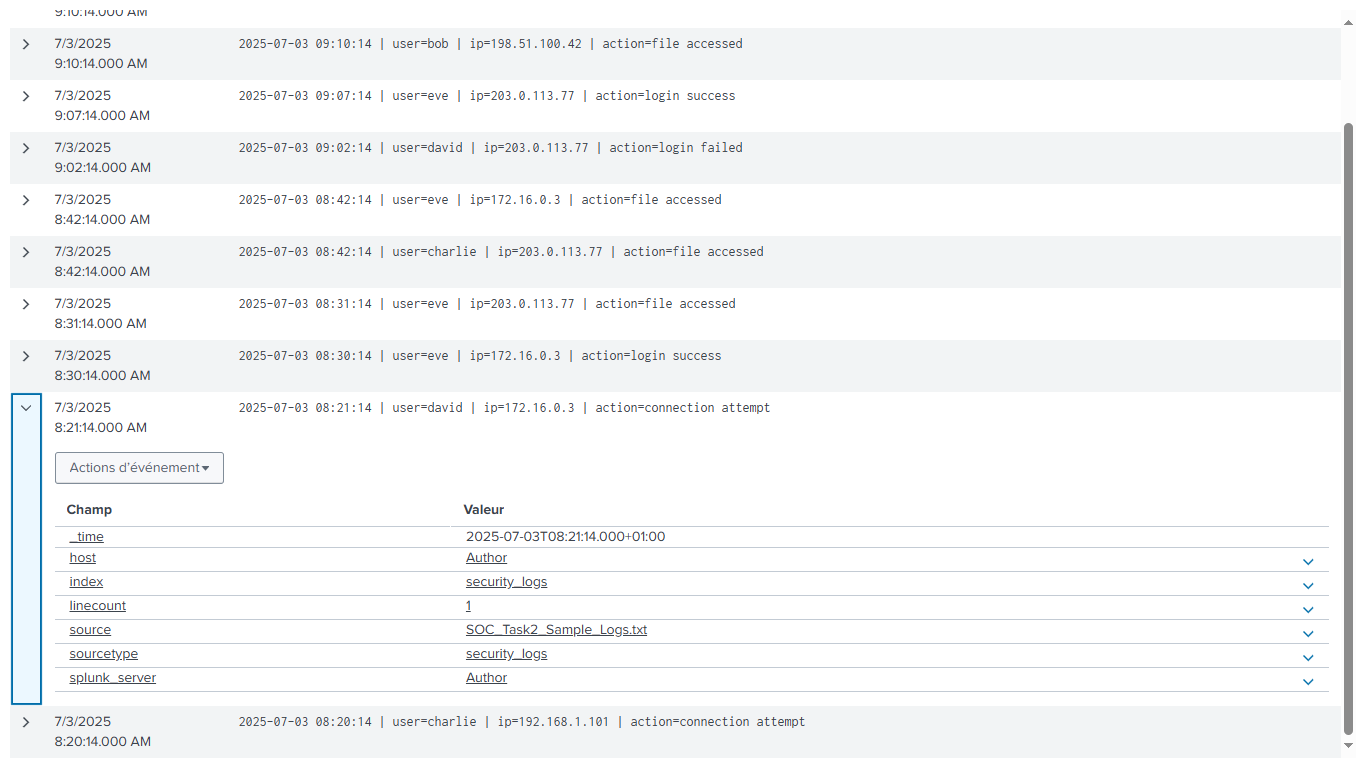 9:10:14.000 AM
7/3/2025 2025-07-03 09:10:14 | user=bob | ip=198.51.100.42 | action=file accessed
9:10:14.000 AM
7/3/2025 2025-07-03 09:07:14 | user=eve | ip=203.0.113.77 | action=login success
9:07:14.000 AM
7/3/2025 2025-07-03 09:02:14 | user=david | ip=203.0.113.77 | action=login failed
9:02:14.000 AM
7/3/2025 2025-07-03 08:42:14 | user=eve | ip=172.16.0.3 | action=file accessed
8:42:14.000 AM
7/3/2025 2025-07-03 08:42:14 | user=charlie | ip=203.0.113.77 | action=file accessed
8:42:14.000 AM
7/3/2025 2025-07-03 08:31:14 | user=eve | ip=203.0.113.77 | action=file accessed
8:31:14.000 AM
7/3/2025 2025-07-03 08:30:14 | user=eve | ip=172.16.0.3 | action=login success
8:30:14.000 AM
7/3/2025 2025-07-03 08:21:14 | user=david | ip=172.16.0.3 | action=connection attempt
8:21:14.000 AM
Actions d'événement
Champ Valeur
_time 2025-07-03T08:21:14.000+01:00
host Author
index security_logs
linecount 1
source SOC_Task2_Sample_Logs.txt
sourcetype security_logs
splunk_server Author
7/3/2025 2025-07-03 08:20:14 | user=charlie | ip=192.168.1.101 | action=connection attempt
8:20:14.000 AM